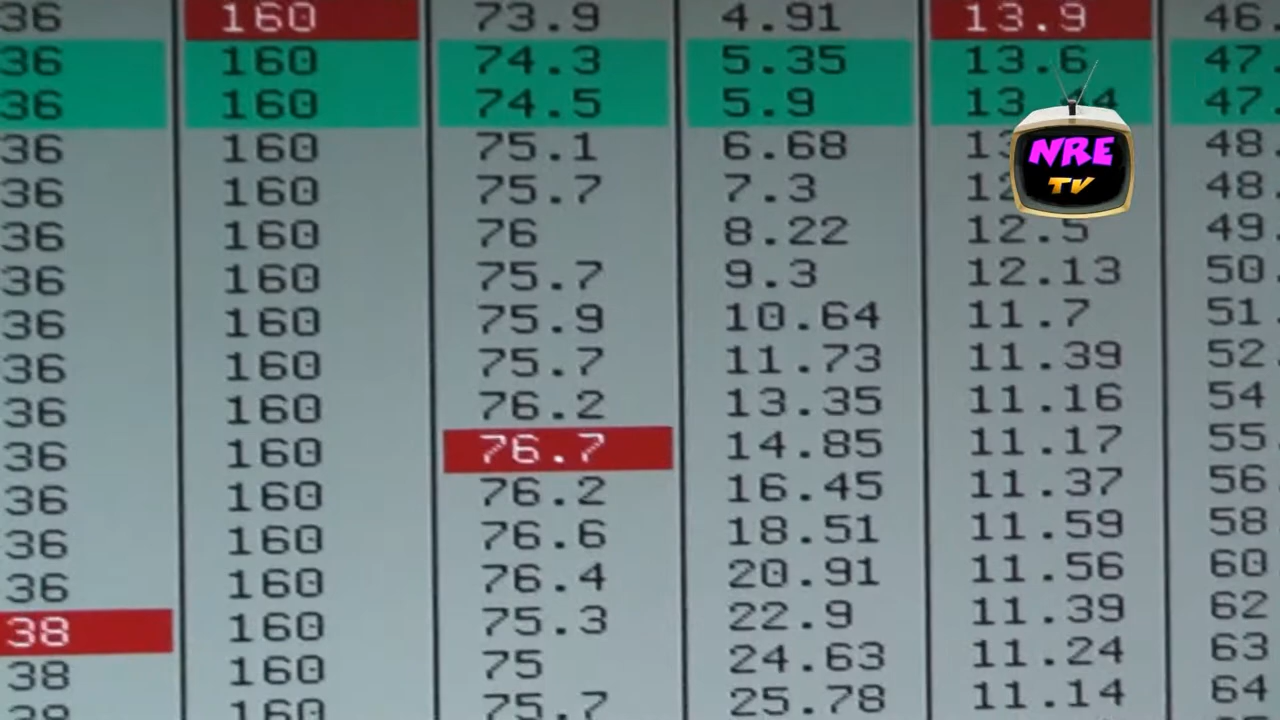 36 160 73.9 4.91 13.9 46.
36 160 74.3 5.35 13.6 47.
36 160 74.5 5.9 47.
36 160 75.1 6.68 48.
36 160 75.7 7.3 48.
36 160 76 8.22 12.5 49.
36 160 75.7 9.3 12.13 50.
36 160 75.9 10.64 11.7 51.
36 160 75.7 11.73 11.39 52.
36 160 76.2 13.35 11.16 54
36 160 76.7 14.85 11.17 55.
36 160 76.2 16.45 11.37 56.
36 160 76.6 18.51 11.59 58
36 160 76.4 20.91 11.56 60
38 160 75.3 22.9 11.39 62
38 160 75 24.63 11.24 63
38 160 75.7 25.78 11.14 64
NRE
TV